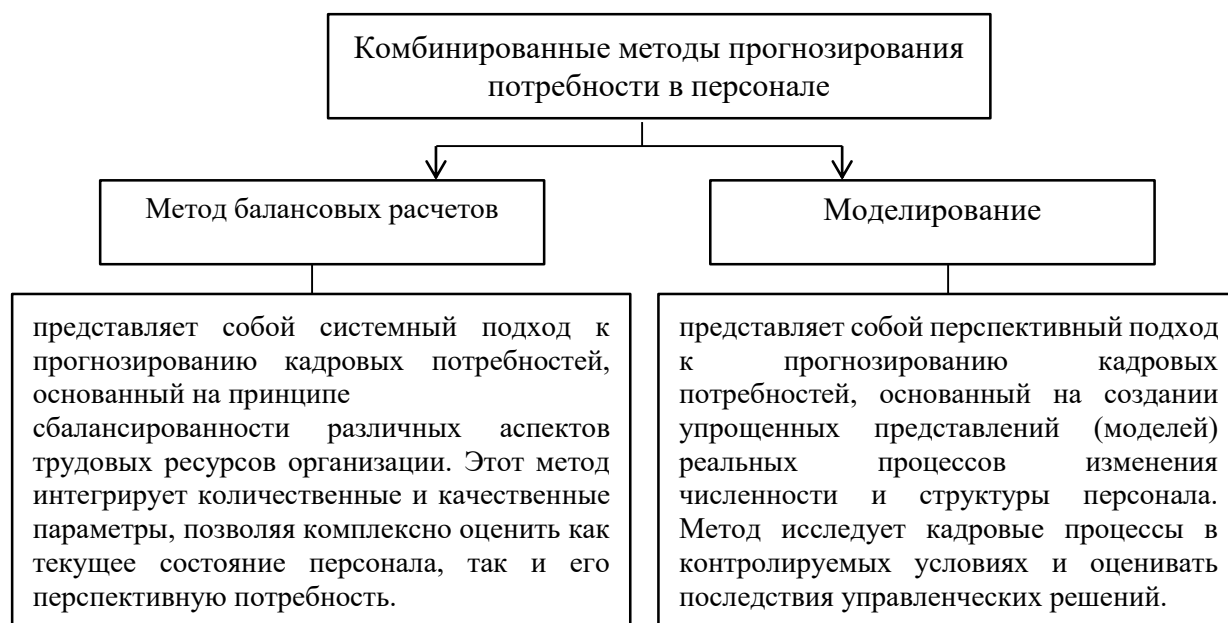 Комбинированные методы прогнозирования
потребности в персонале
Метод балансовых расчетов
Моделирование
представляет собой системный подход к
прогнозированию кадровых потребностей,
основанный на принципе
сбалансированности различных аспектов
трудовых ресурсов организации. Этот метод
интегрирует количественные и качественные
параметры, позволяя комплексно оценить как
текущее состояние персонала, так и его
перспективную потребность.
представляет собой перспективный подход
к прогнозированию кадровых
потребностей, основанный на создании
упрощенных представлений (моделей)
реальных процессов изменения
численности и структуры персонала.
Метод исследует кадровые процессы в
контролируемых условиях и оценивать
последствия управленческих решений.